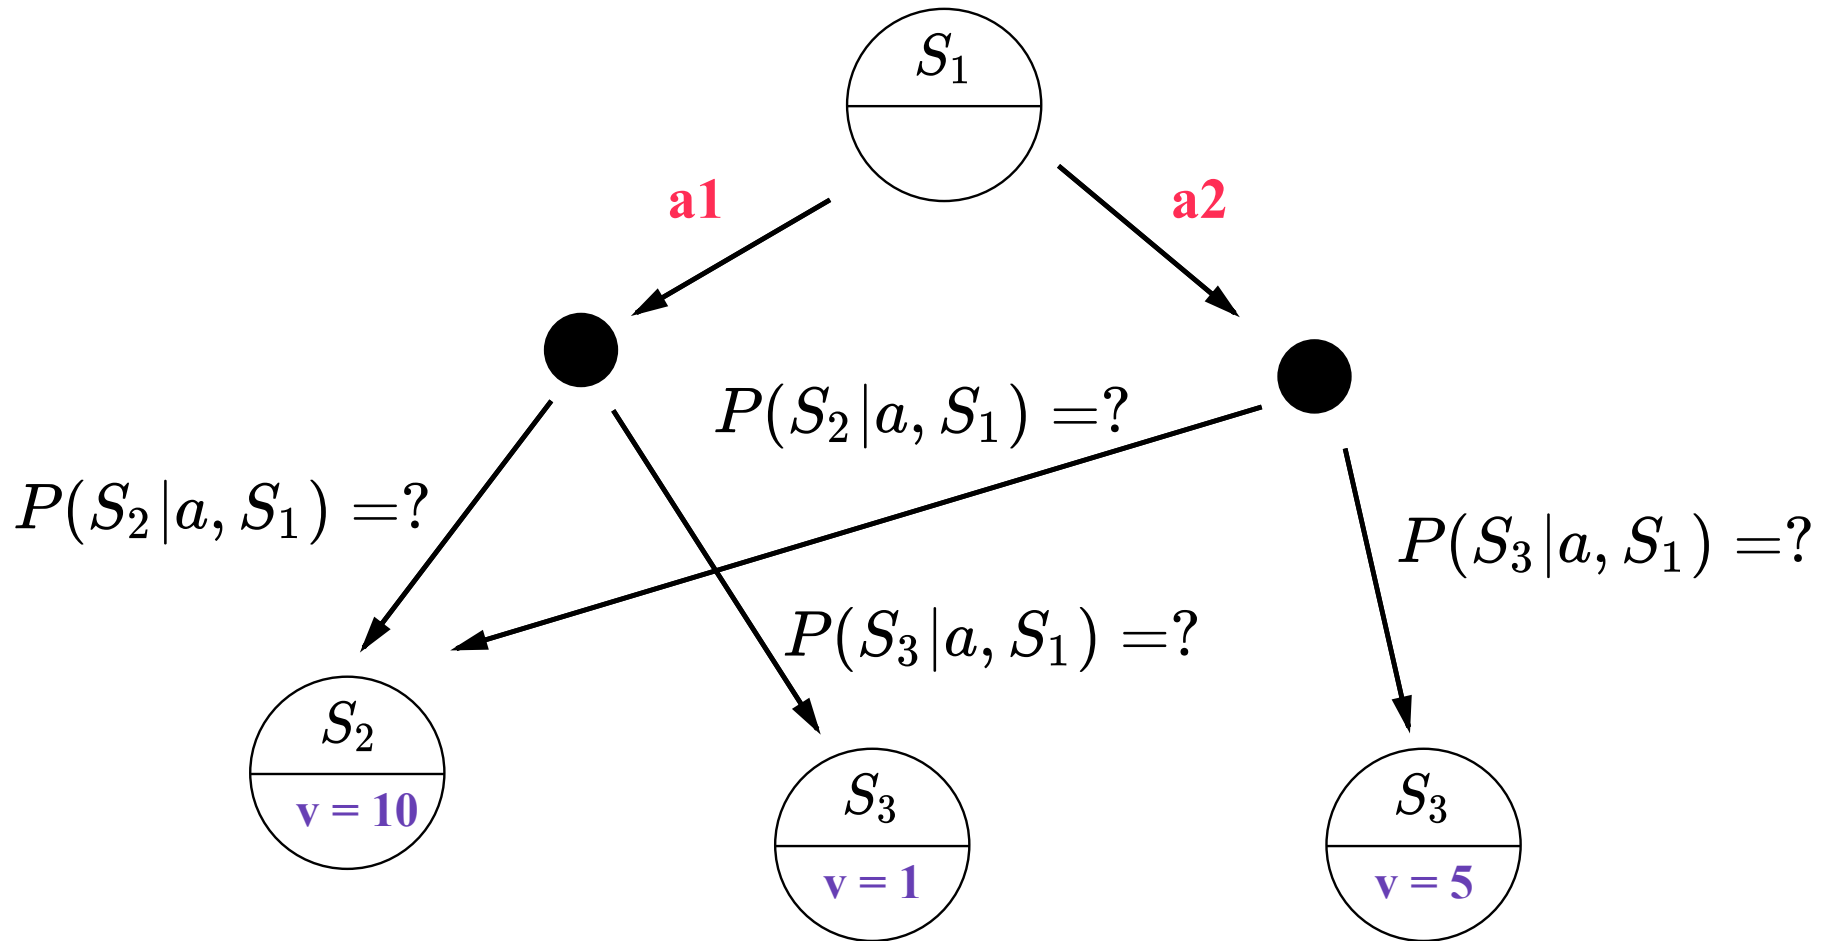 S₁
a1
a2
P(S₂|a, S₁) =?
P(S₂|a, S₁) =?
P(S₃|a, S₁) =?
P(S₃|a, S₁) =?
S₂
v = 10
S₃
v = 1
S₃
v = 5